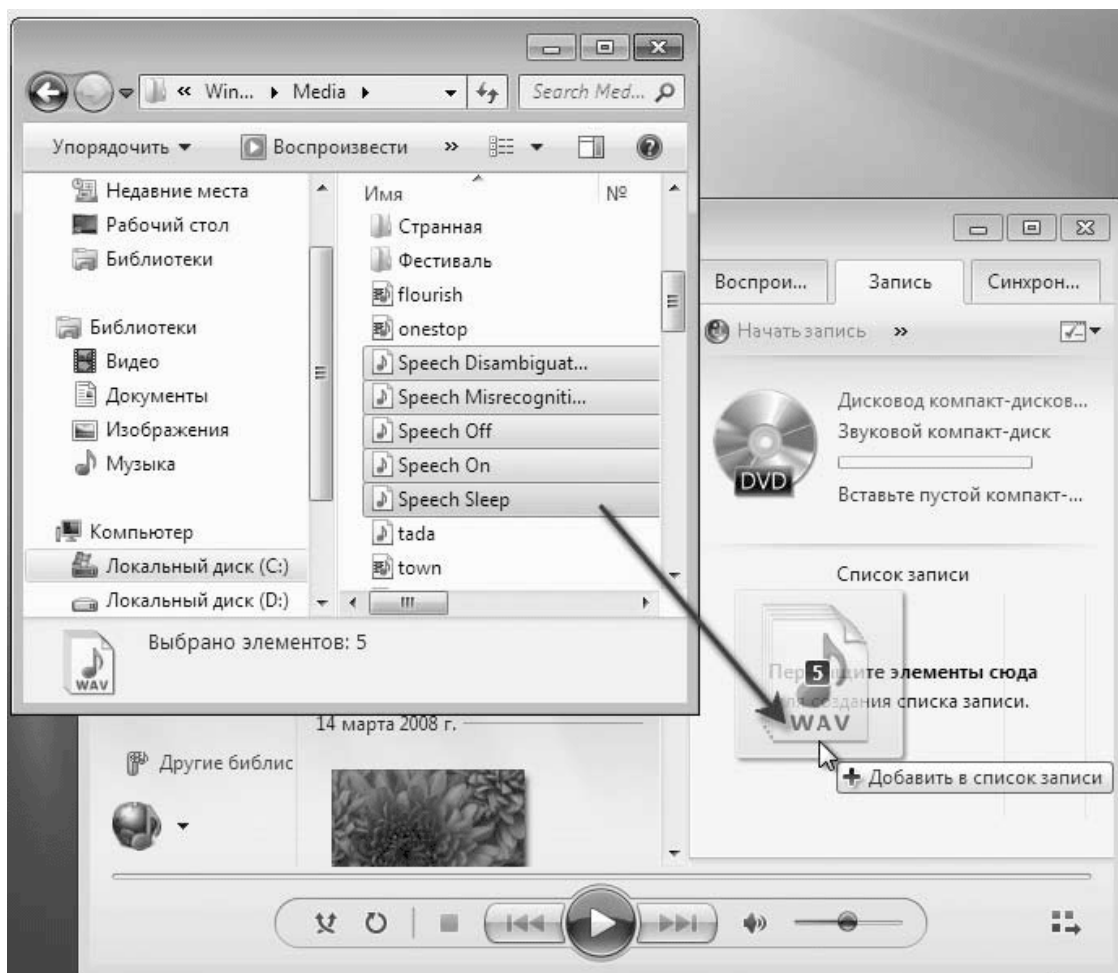 « Win... Media
Search Med...
Упорядочить
Воспроизвести »
Недавние места
Рабочий стол
Библиотеки
Библиотеки
Видео
Документы
Изображения
Музыка
Компьютер
Локальный диск (C:)
Локальный диск (D:)
Имя №
Странная
Фестиваль
flourish
onestop
Speech Disambiguat...
Speech Misrecogniti...
Speech Off
Speech On
Speech Sleep
tada
town
Выбрано элементов: 5
WAV
Воспрои... Запись Синхрон...
Начать запись »
Дисковод компакт-дисков...
Звуковой компакт-диск
DVD
Вставьте пустой компакт-...
Список записи
5 элементы сюда
списка записи.
WAV
Добавить в список записи
14 марта 2008 г.
Другие библис